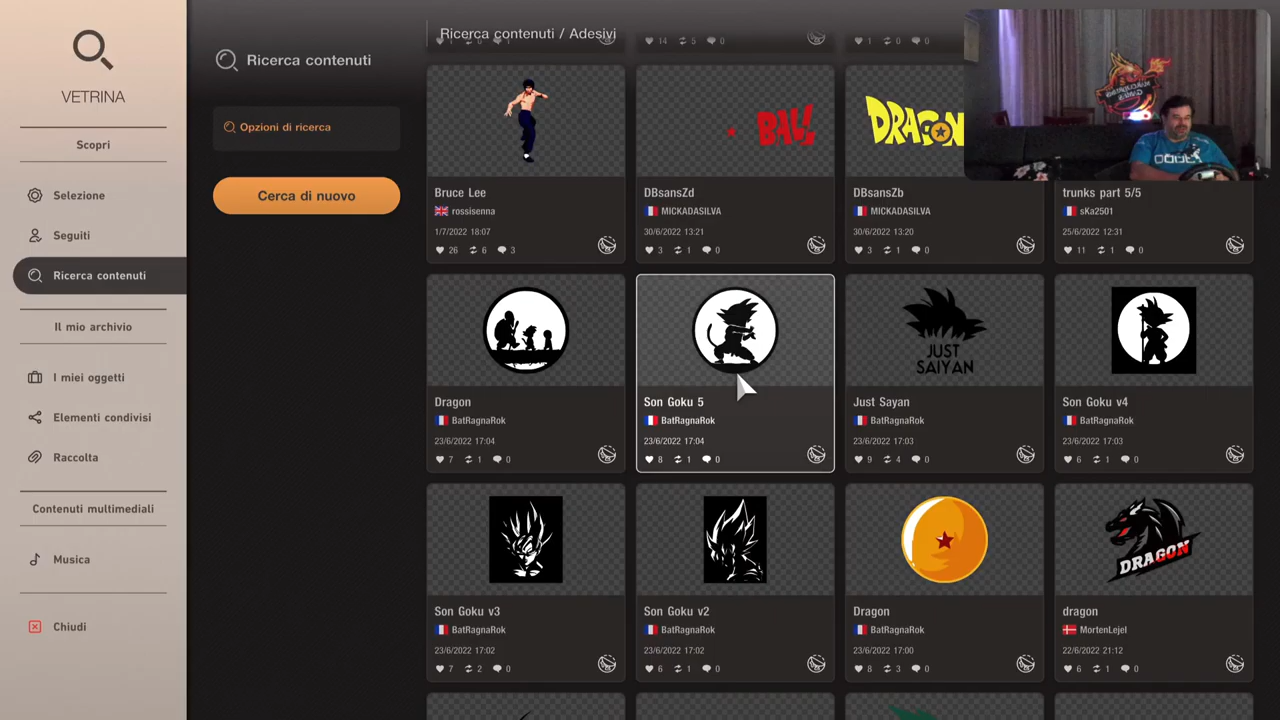 VETRINA
Scopri
Selezione
Seguiti
Ricerca contenuti
Il mio archivio
I miei oggetti
Elementi condivisi
Raccolta
Contenuti multimediali
Musica
Chiudi
Ricerca contenuti
Opzioni di ricerca
Cerca di nuovo
Ricerca contenuti / Adesivi
14 5 0
1 0 0
BALL
DRAGON
Bruce Lee
rossisenna
1/7/2022 18:07
26 6 3
DBsansZd
MICKADASILVA
30/6/2022 13:21
3 1 0
DBsansZb
MICKADASILVA
30/6/2022 13:20
3 1 0
trunks part 5/5
sKa2501
25/6/2022 12:31
11 1 0
Dragon
BatRagnaRok
23/6/2022 17:04
7 1 0
Son Goku 5
BatRagnaRok
23/6/2022 17:04
8 1 0
JUST
SAIYAN
Just Sayan
BatRagnaRok
23/6/2022 17:03
9 4 0
Son Goku v4
BatRagnaRok
23/6/2022 17:03
6 1 0
Son Goku v3
BatRagnaRok
23/6/2022 17:02
7 2 0
Son Goku v2
BatRagnaRok
23/6/2022 17:02
6 1 0
Dragon
BatRagnaRok
23/6/2022 17:00
8 3 0
DRAGON
dragon
MortenLejel
22/6/2022 21:12
6 1 0